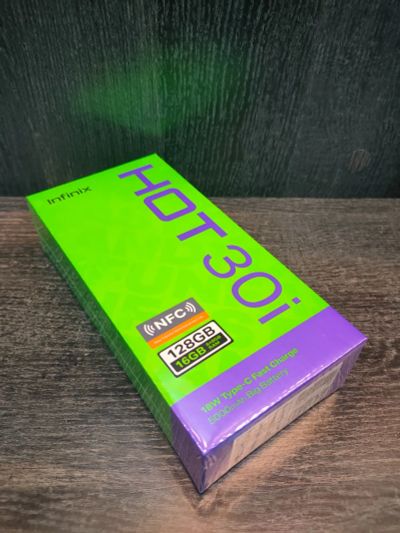 Infinix
HOT 30i
NFC
128GB
16GB
18W Type-C Fast Charge
5000mAh Big Battery